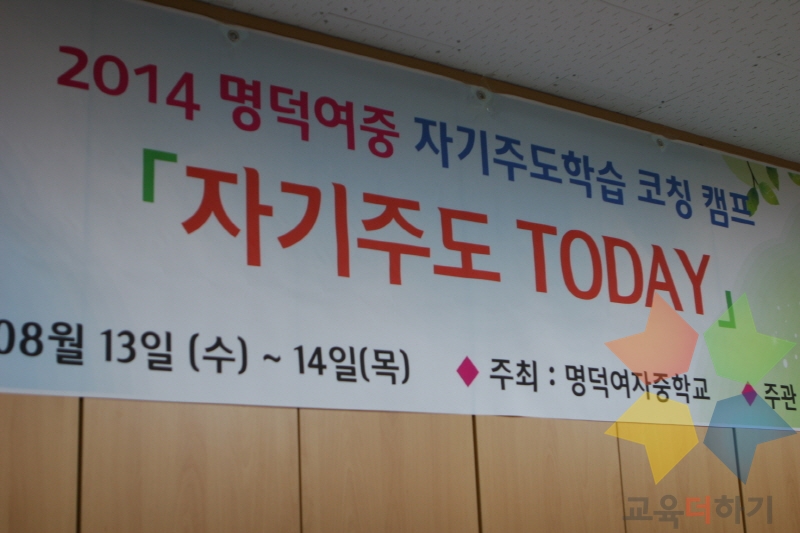 2014 명덕여중 자기주도학습 코칭 캠프
「자기주도 TODAY」
08월 13일 (수) ~ 14일(목) ◆ 주최 : 명덕여자중학교 ◆ 주관
교육더하기